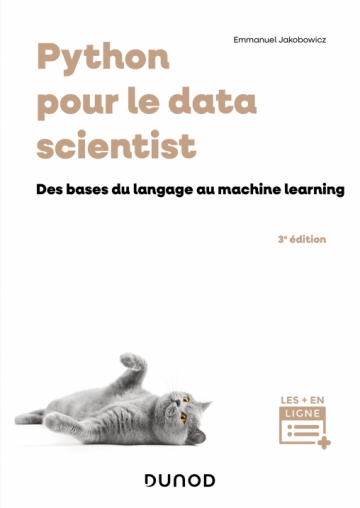 Emmanuel Jakobowicz
Python
pour le data
scientist
Des bases du langage au machine learning
3e édition
LES + EN
LIGNE
DUNOD